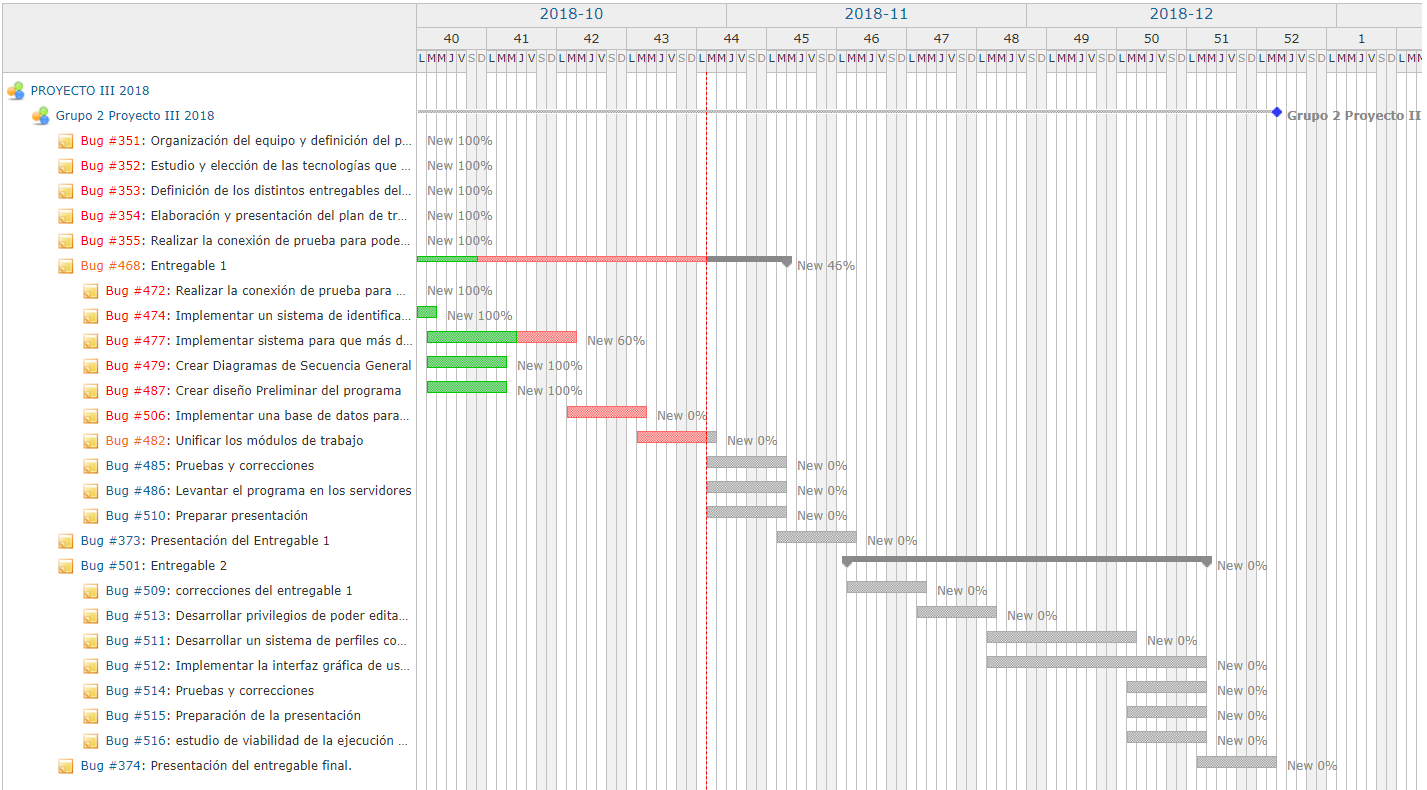 2018-10 2018-11 2018-12
40 41 42 43 44 45 46 47 48 49 50 51 52 1
L M M J V S D L M M J V S D L M M J V S D L M M J V S D L M M J V S D L M M J V S D L M M J V S D L M M J V S D L M M J V S D L M M J V S D L M M J V S D L M M J V S D L M M J V S D L M M J V S D L M M
PROYECTO III 2018
Grupo 2 Proyecto III 2018 Grupo 2 Proyecto II
Bug #351: Organización del equipo y definición del p... New 100%
Bug #352: Estudio y elección de las tecnologías que ... New 100%
Bug #353: Definición de los distintos entregables del... New 100%
Bug #354: Elaboración y presentación del plan de tr... New 100%
Bug #355: Realizar la conexión de prueba para pode... New 100%
Bug #468: Entregable 1 New 46%
Bug #472: Realizar la conexión de prueba para ... New 100%
Bug #474: Implementar un sistema de identifica... New 100%
Bug #477: Implementar sistema para que más d... New 60%
Bug #479: Crear Diagramas de Secuencia General New 100%
Bug #487: Crear diseño Preliminar del programa New 100%
Bug #506: Implementar una base de datos para... New 0%
Bug #482: Unificar los módulos de trabajo New 0%
Bug #485: Pruebas y correcciones New 0%
Bug #486: Levantar el programa en los servidores New 0%
Bug #510: Preparar presentación New 0%
Bug #373: Presentación del Entregable 1 New 0%
Bug #501: Entregable 2 New 0%
Bug #509: correcciones del entregable 1 New 0%
Bug #513: Desarrollar privilegios de poder edita... New 0%
Bug #511: Desarrollar un sistema de perfiles co... New 0%
Bug #512: Implementar la interfaz gráfica de us... New 0%
Bug #514: Pruebas y correcciones New 0%
Bug #515: Preparación de la presentación New 0%
Bug #516: estudio de viabilidad de la ejecución ... New 0%
Bug #374: Presentación del entregable final. New 0%